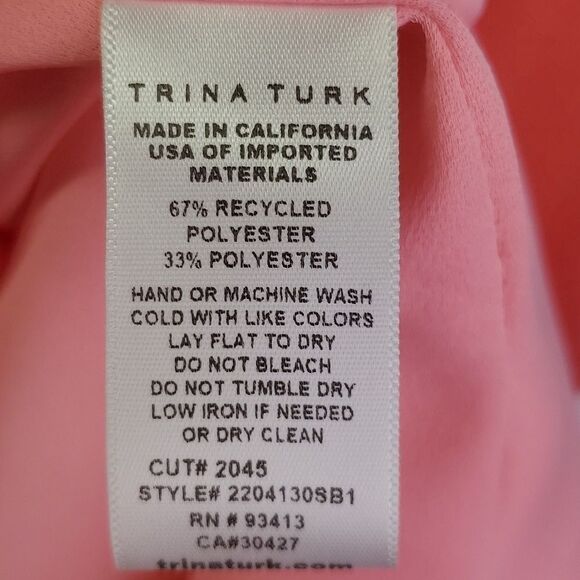 TRINA TURK
MADE IN CALIFORNIA
USA OF IMPORTED
MATERIALS
67% RECYCLED
POLYESTER
33% POLYESTER
HAND OR MACHINE WASH
COLD WITH LIKE COLORS
LAY FLAT TO DRY
DO NOT BLEACH
DO NOT TUMBLE DRY
LOW IRON IF NEEDED
OR DRY CLEAN
CUT# 2045
STYLE# 2204130SB1
RN # 93413
CA#30427
trinaturk.com